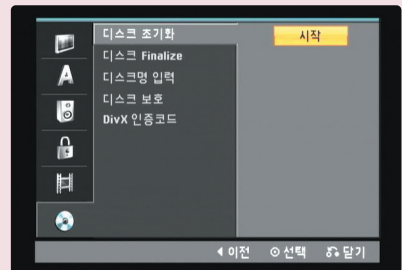 디스크 초기화
시작
디스크 Finalize
디스크명 입력
디스크 보호
DivX 인증코드
A
◀ 이전 ⊙ 선택 닫기